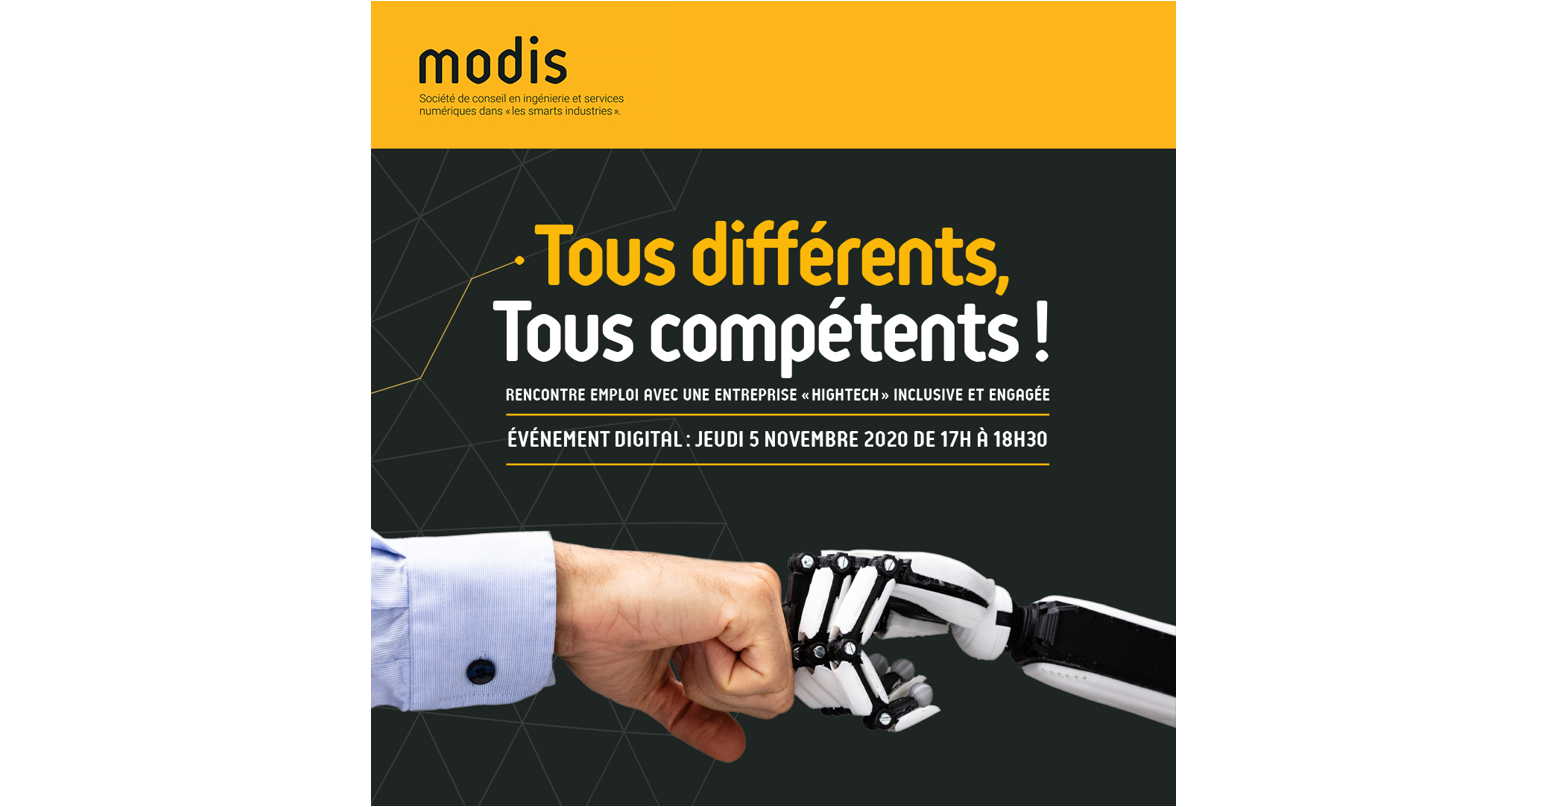 modis
Société de conseil en ingénierie et services
numériques dans « les smarts industries ».
Tous différents,
Tous compétents !
RENCONTRE EMPLOI AVEC UNE ENTREPRISE « HIGHTECH » INCLUSIVE ET ENGAGÉE
ÉVÉNEMENT DIGITAL : JEUDI 5 NOVEMBRE 2020 DE 17H À 18H30